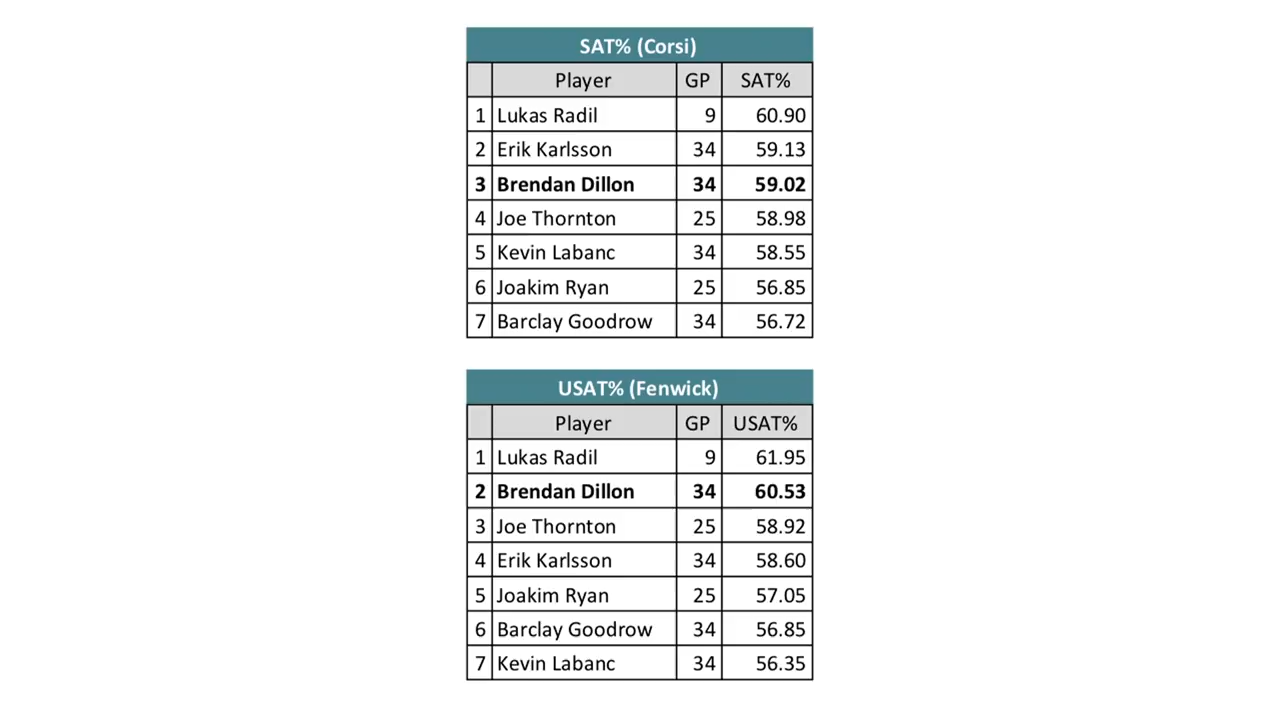 SAT% (Corsi)
Player GP SAT%
1 Lukas Radil 9 60.90
2 Erik Karlsson 34 59.13
3 Brendan Dillon 34 59.02
4 Joe Thornton 25 58.98
5 Kevin Labanc 34 58.55
6 Joakim Ryan 25 56.85
7 Barclay Goodrow 34 56.72
USAT% (Fenwick)
Player GP USAT%
1 Lukas Radil 9 61.95
2 Brendan Dillon 34 60.53
3 Joe Thornton 25 58.92
4 Erik Karlsson 34 58.60
5 Joakim Ryan 25 57.05
6 Barclay Goodrow 34 56.85
7 Kevin Labanc 34 56.35